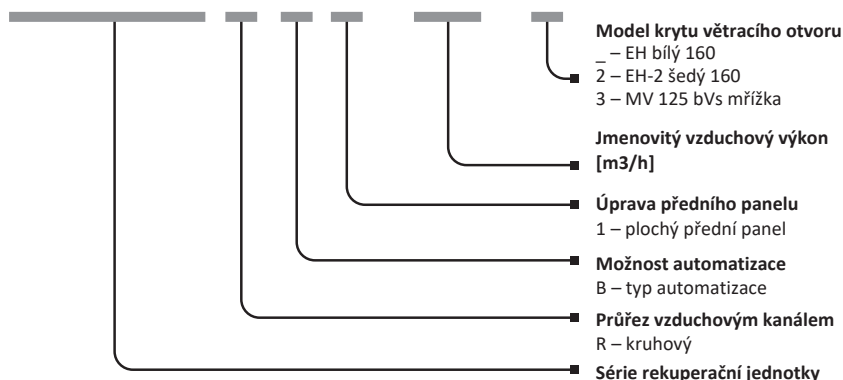 Model krytu větracího otvoru
_ – EH bílý 160
2 – EH-2 šedý 160
3 – MV 125 bVs mřížka
Jmenovitý vzduchový výkon
[m3/h]
Úprava předního panelu
1 – plochý přední panel
Možnost automatizace
B – typ automatizace
Průřez vzduchovým kanálem
R – kruhový
Série rekuperační jednotky